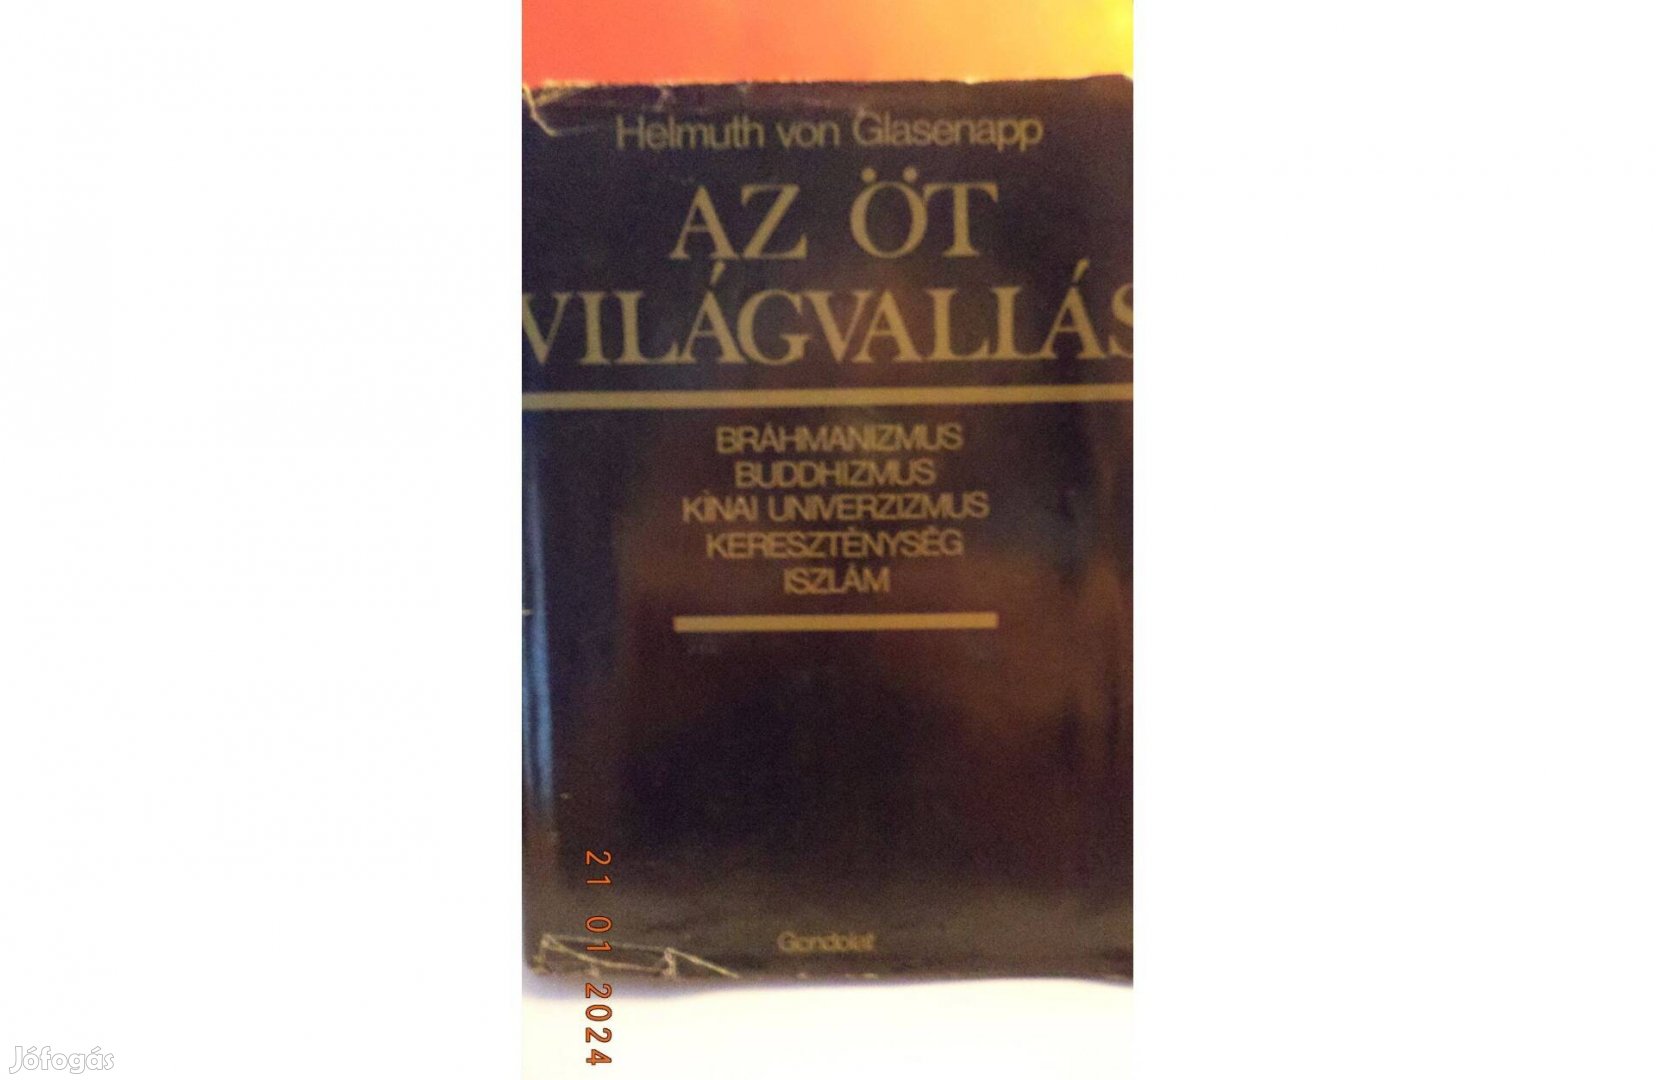 Helmuth von Glasenapp
AZ ÖT
VILÁGVALLÁS
BRÁHMANIZMUS
BUDDHIZMUS
KÍNAI UNIVERZIZMUS
KERESZTÉNYSÉG
ISZLÁM
Gondolat
21 01 2024
Jófogás